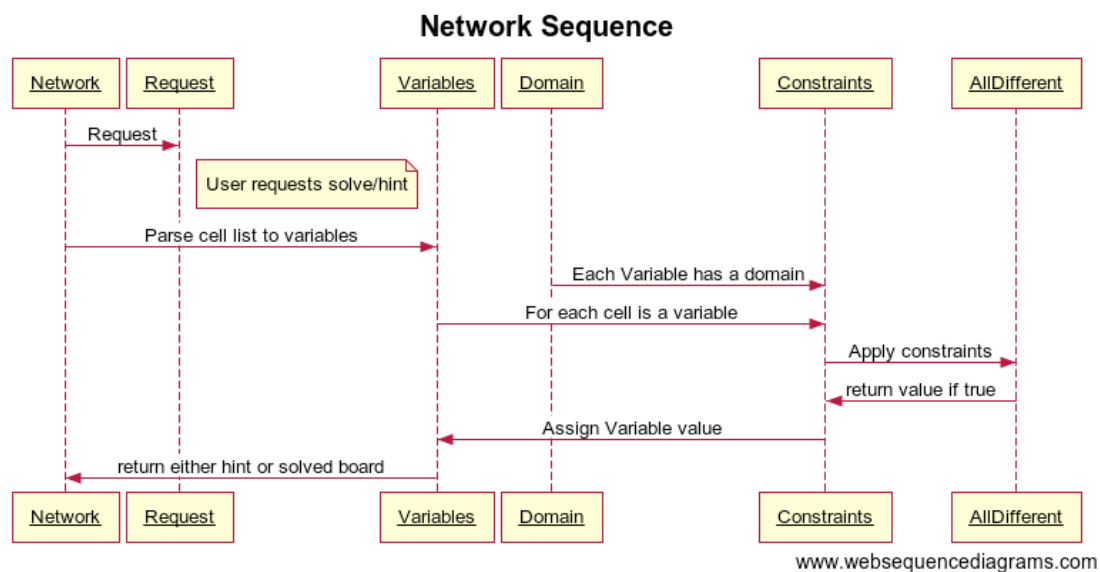 Network Sequence
Network Request Variables Domain Constraints AllDifferent
Request
User requests solve/hint
Parse cell list to variables
Each Variable has a domain
For each cell is a variable
Apply constraints
return value if true
Assign Variable value
return either hint or solved board
Network Request Variables Domain Constraints AllDifferent
www.websequencediagrams.com